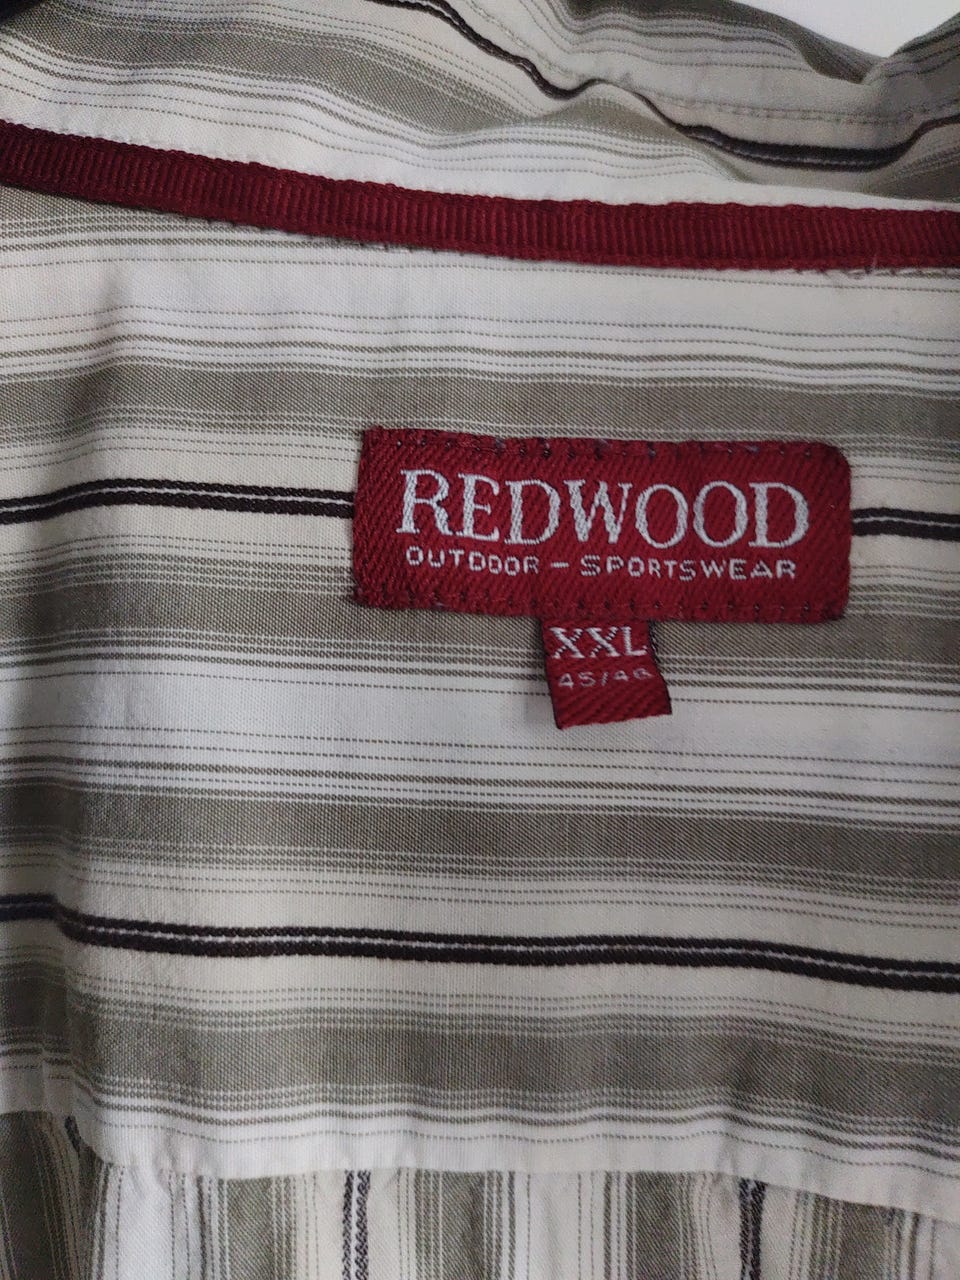 REDWOOD
OUTDOOR - SPORTSWEAR
XXL
45/46